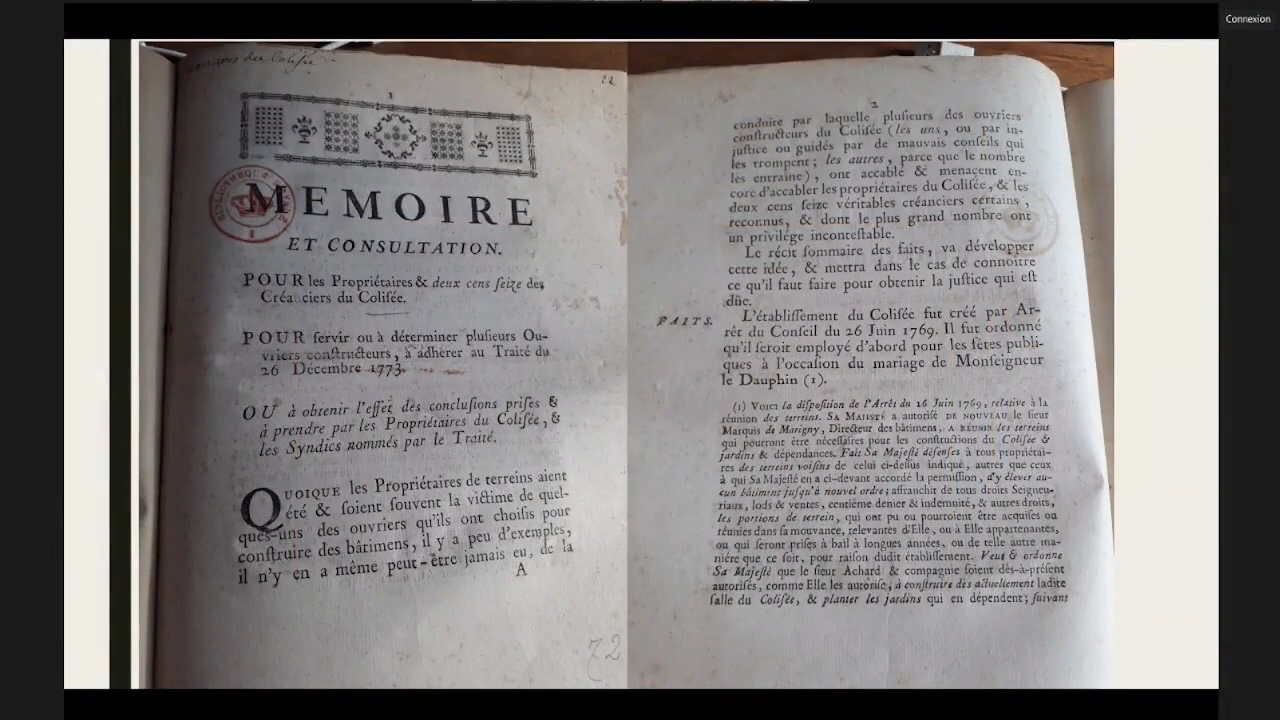 Connexion
22
1
MEMOIRE
ET CONSULTATION.
POUR les Propriétaires & deux cens seize des
Créanciers du Colisée.
POUR servir ou à déterminer plusieurs Ou-
vriers constructeurs, à adhérer au Traité du
26 Décembre 1773.
OU à obtenir l'effet des conclusions prises &
à prendre par les Propriétaires du Colisée, &
les Syndics nommés par le Traité.
QUOIQUE les Propriétaires de terreins aient
été & soient souvent la victime de quel-
ques-uns des ouvriers qu'ils ont choisis pour
construire des bâtimens, il y a peu d'exemples,
il n'y en a même peut-être jamais eu, de la
A
72
2
conduite par laquelle plusieurs des ouvriers
constructeurs du Colisée (les uns, ou par in-
justice ou guidés par de mauvais conseils qui
les trompent; les autres, parce que le nombre
les entraine), ont accablé & menacent en-
core d'accabler les propriétaires du Colisée, & les
deux cens seize véritables créanciers certains,
reconnus, & dont le plus grand nombre ont
un privilége incontestable.
Le récit sommaire des faits, va développer
cette idée, & mettra dans le cas de connoître
ce qu'il faut faire pour obtenir la justice qui est
dûe.
FAITS.
L'établissement du Colisée fut créé par Ar-
rêt du Conseil du 26 Juin 1769. Il fut ordonné
qu'il seroit employé d'abord pour les fêtes publi-
ques à l'occasion du mariage de Monseigneur
le Dauphin (1).
(1) Voici la disposition de l'Arrêt du 26 Juin 1769, relative à la
réunion des terreins. SA MAJESTÉ a autorisé DE NOUVEAU le sieur
Marquis de Marigny, Directeur des bâtimens, A RÉUNIR les terreins
qui pourront être nécessaires pour les constructions du Colisée &
jardins & dépendances. Fait Sa Majesté défenses à tous propriétai-
res des terreins voisins de celui ci-dessus indiqué, autres que ceux
à qui Sa Majesté en a ci-devant accordé la permission, d'y élever au-
cun bâtiment jusqu'à nouvel ordre; affranchit de tous droits Seigneu-
riaux, lods & ventes, centiéme denier & indemnité, & autres droits,
les portions de terrein, qui ont pu ou pourroient être acquises ou
réunies dans sa mouvance, relevantes d'Elle, ou à Elle appartenantes,
ou qui seront prises à bail à longues années, ou de telle autre ma-
niére que ce soit, pour raison dudit établissement. Veut & ordonne
Sa Majesté que le sieur Achard & compagnie soient dès-à-présent
autorisés, comme Elle les autorise, à construire dès actuellement ladite
salle du Colisée, & planter les jardins qui en dépendent; suivant